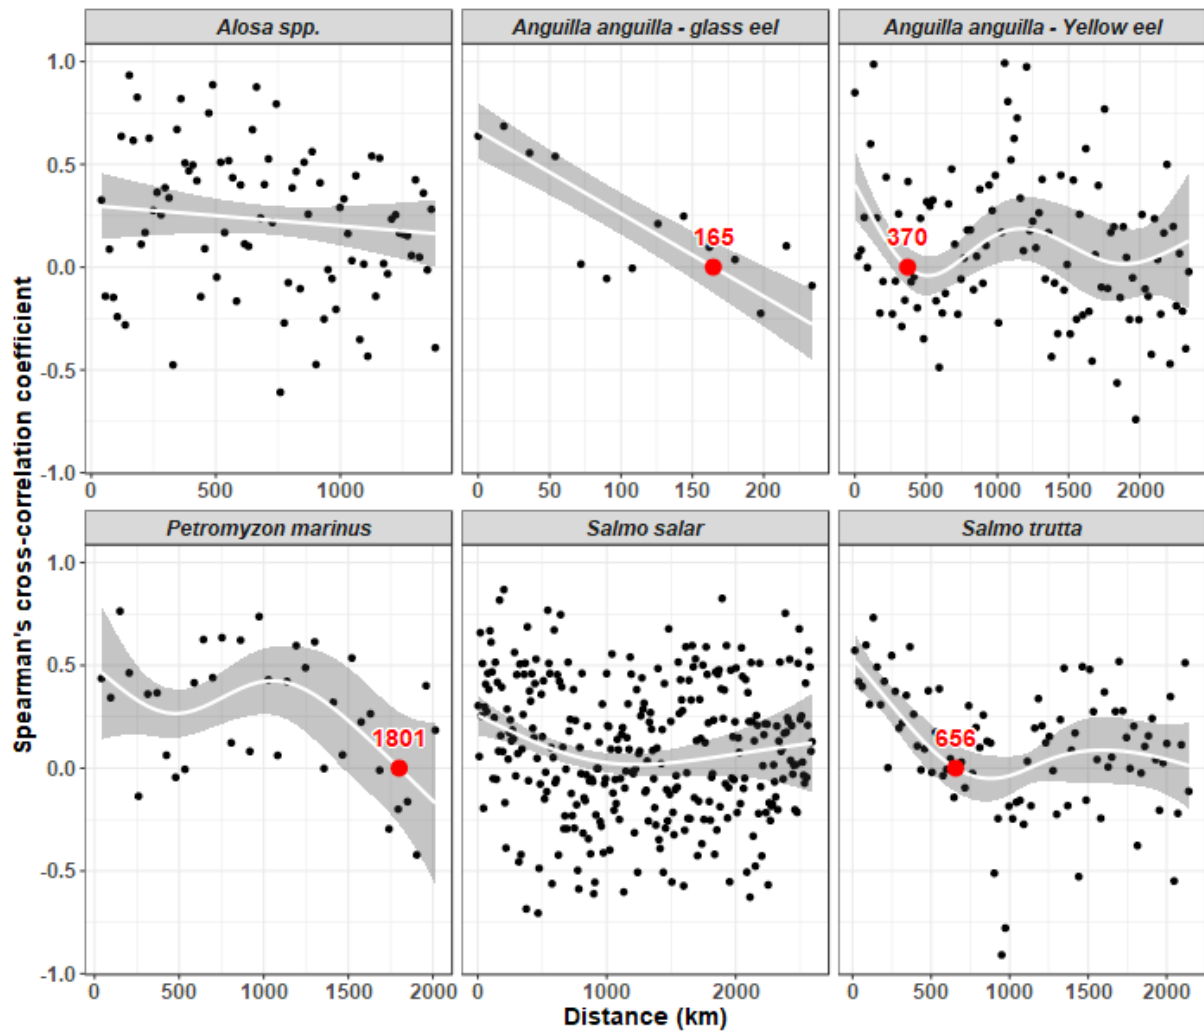 Alosa spp.
Anguilla anguilla - glass eel
Anguilla anguilla - Yellow eel
1.0
0.5
0.0
-0.5
-1.0
165
370
0 500 1000
0 50 100 150 200
0 500 1000 1500 2000
Spearman's cross-correlation coefficient
Petromyzon marinus
Salmo salar
Salmo trutta
1.0
0.5
0.0
-0.5
-1.0
1801
656
0 500 1000 1500 2000
0 1000 2000
0 500 1000 1500 2000
Distance (km)